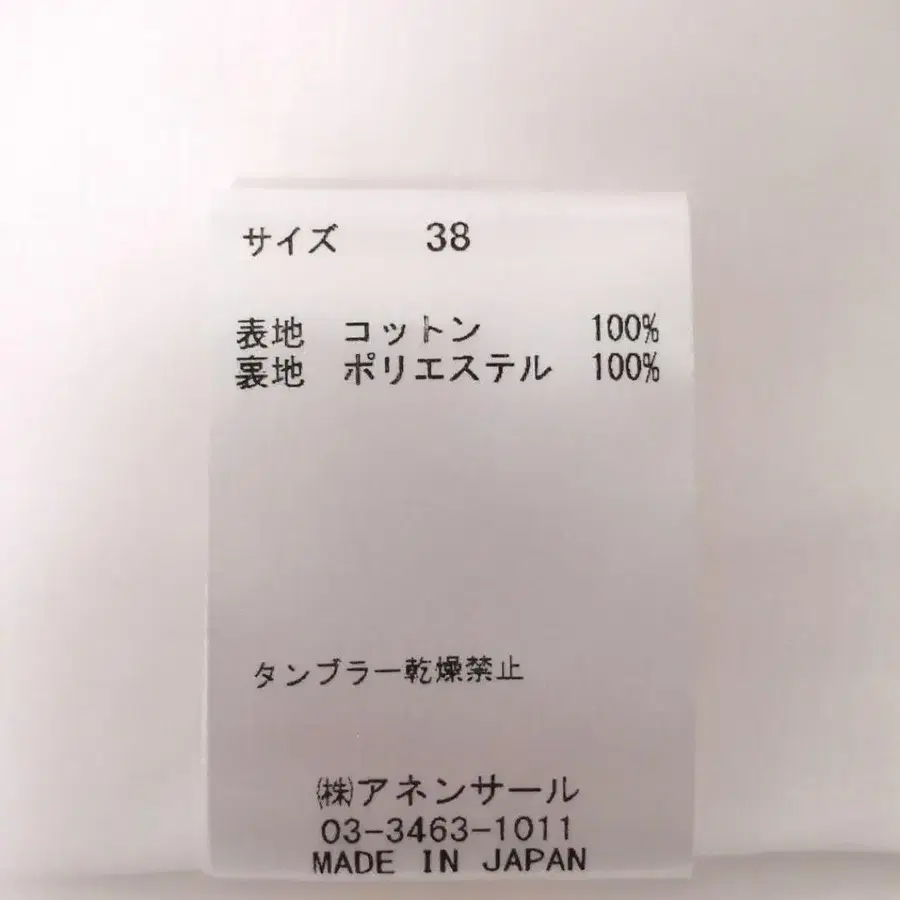 サイズ 38
表地 コットン 100%
裏地 ポリエステル 100%
タンブラー乾燥禁止
㈱アネンサール
03-3463-1011
MADE IN JAPAN